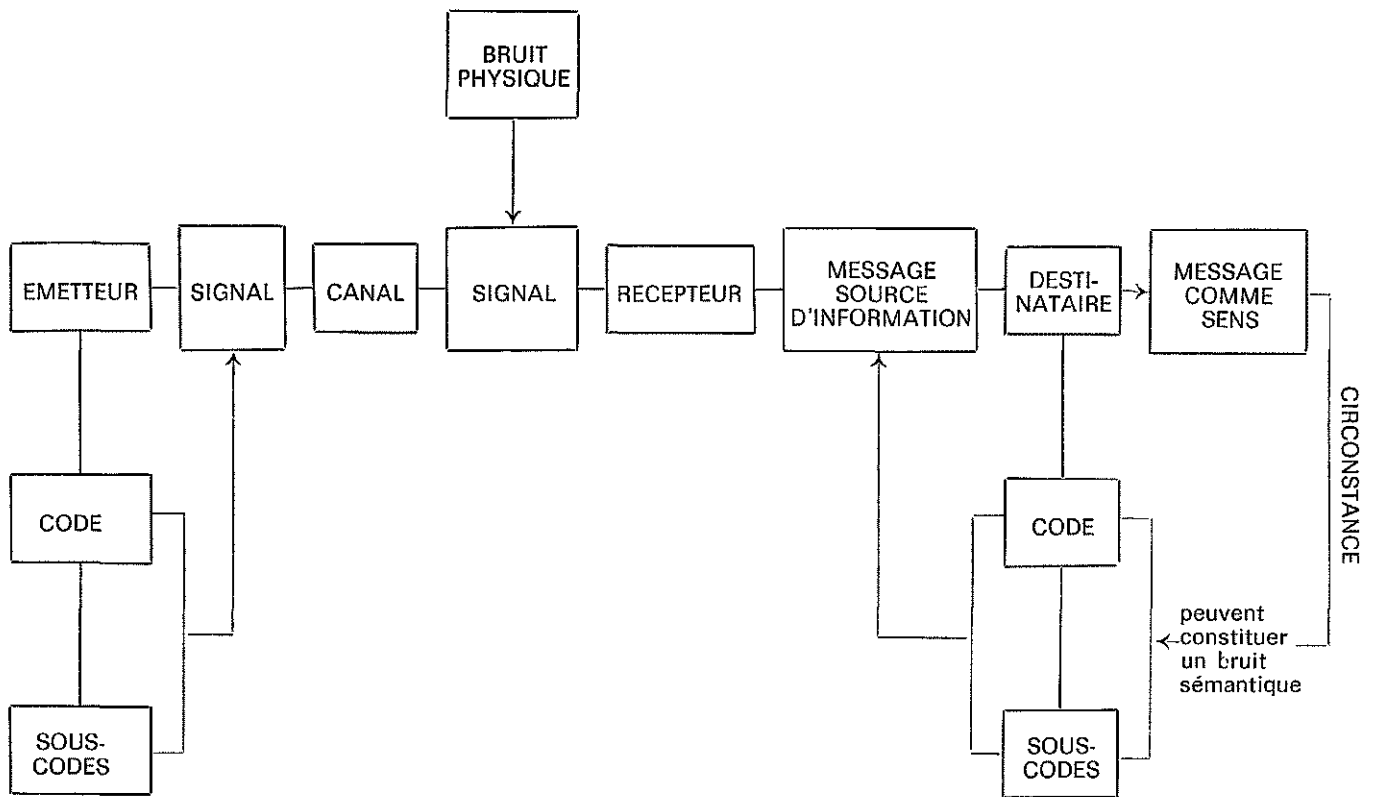 BRUIT
PHYSIQUE
EMETTEUR
SIGNAL
CANAL
SIGNAL
RECEPTEUR
MESSAGE
SOURCE
D'INFORMATION
DESTI-
NATAIRE
MESSAGE
COMME
SENS
CIRCONSTANCE
CODE
SOUS-
CODES
CODE
peuvent
constituer
un bruit
sémantique
SOUS-
CODES